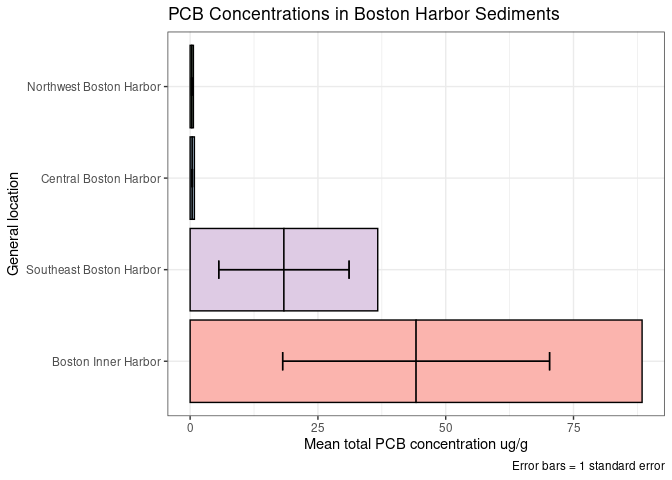 PCB Concentrations in Boston Harbor Sediments
General location
Northwest Boston Harbor
Central Boston Harbor
Southeast Boston Harbor
Boston Inner Harbor
0 25 50 75
Mean total PCB concentration ug/g
Error bars = 1 standard error